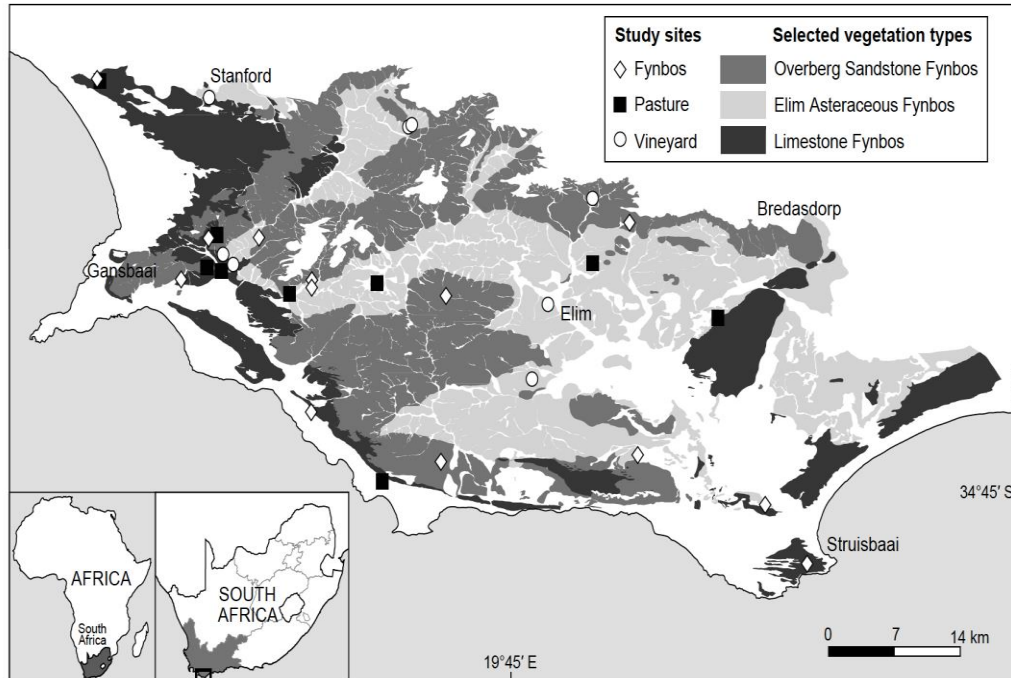 Study sites
Fynbos
Pasture
Vineyard
Selected vegetation types
Overberg Sandstone Fynbos
Elim Asteraceous Fynbos
Limestone Fynbos
Stanford
Bredasdorp
Gansbaai
Elim
34°45′ S
Struisbaai
AFRICA
South
Africa
SOUTH
AFRICA
0 7 14 km
19°45′ E